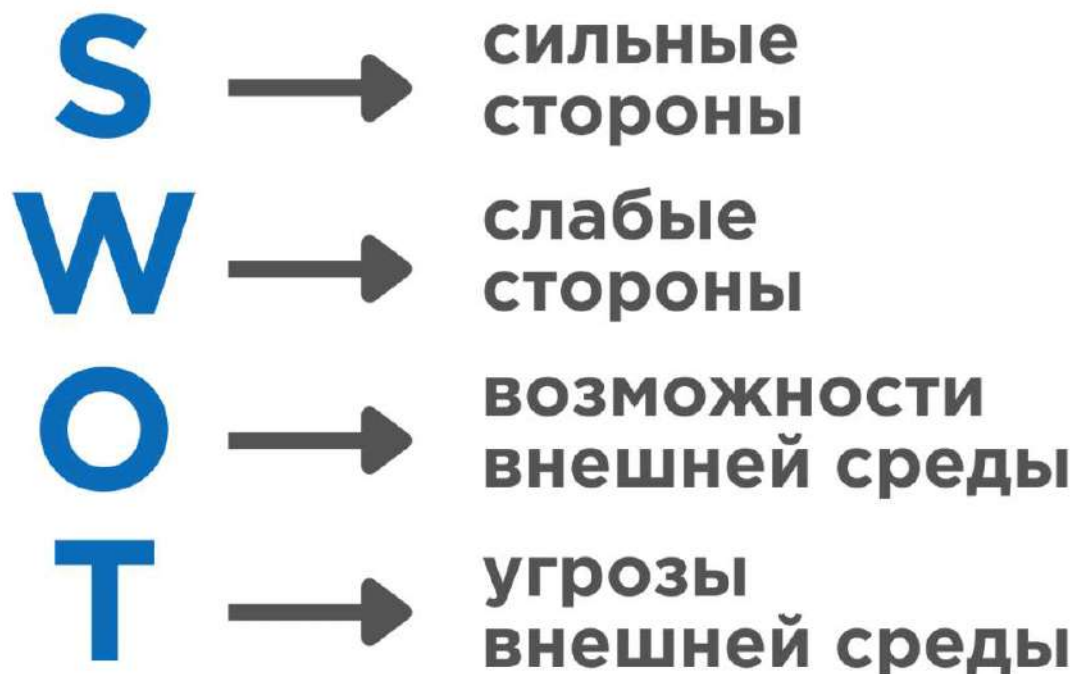 S
сильные
стороны
W
слабые
стороны
O
возможности
внешней среды
T
угрозы
внешней среды